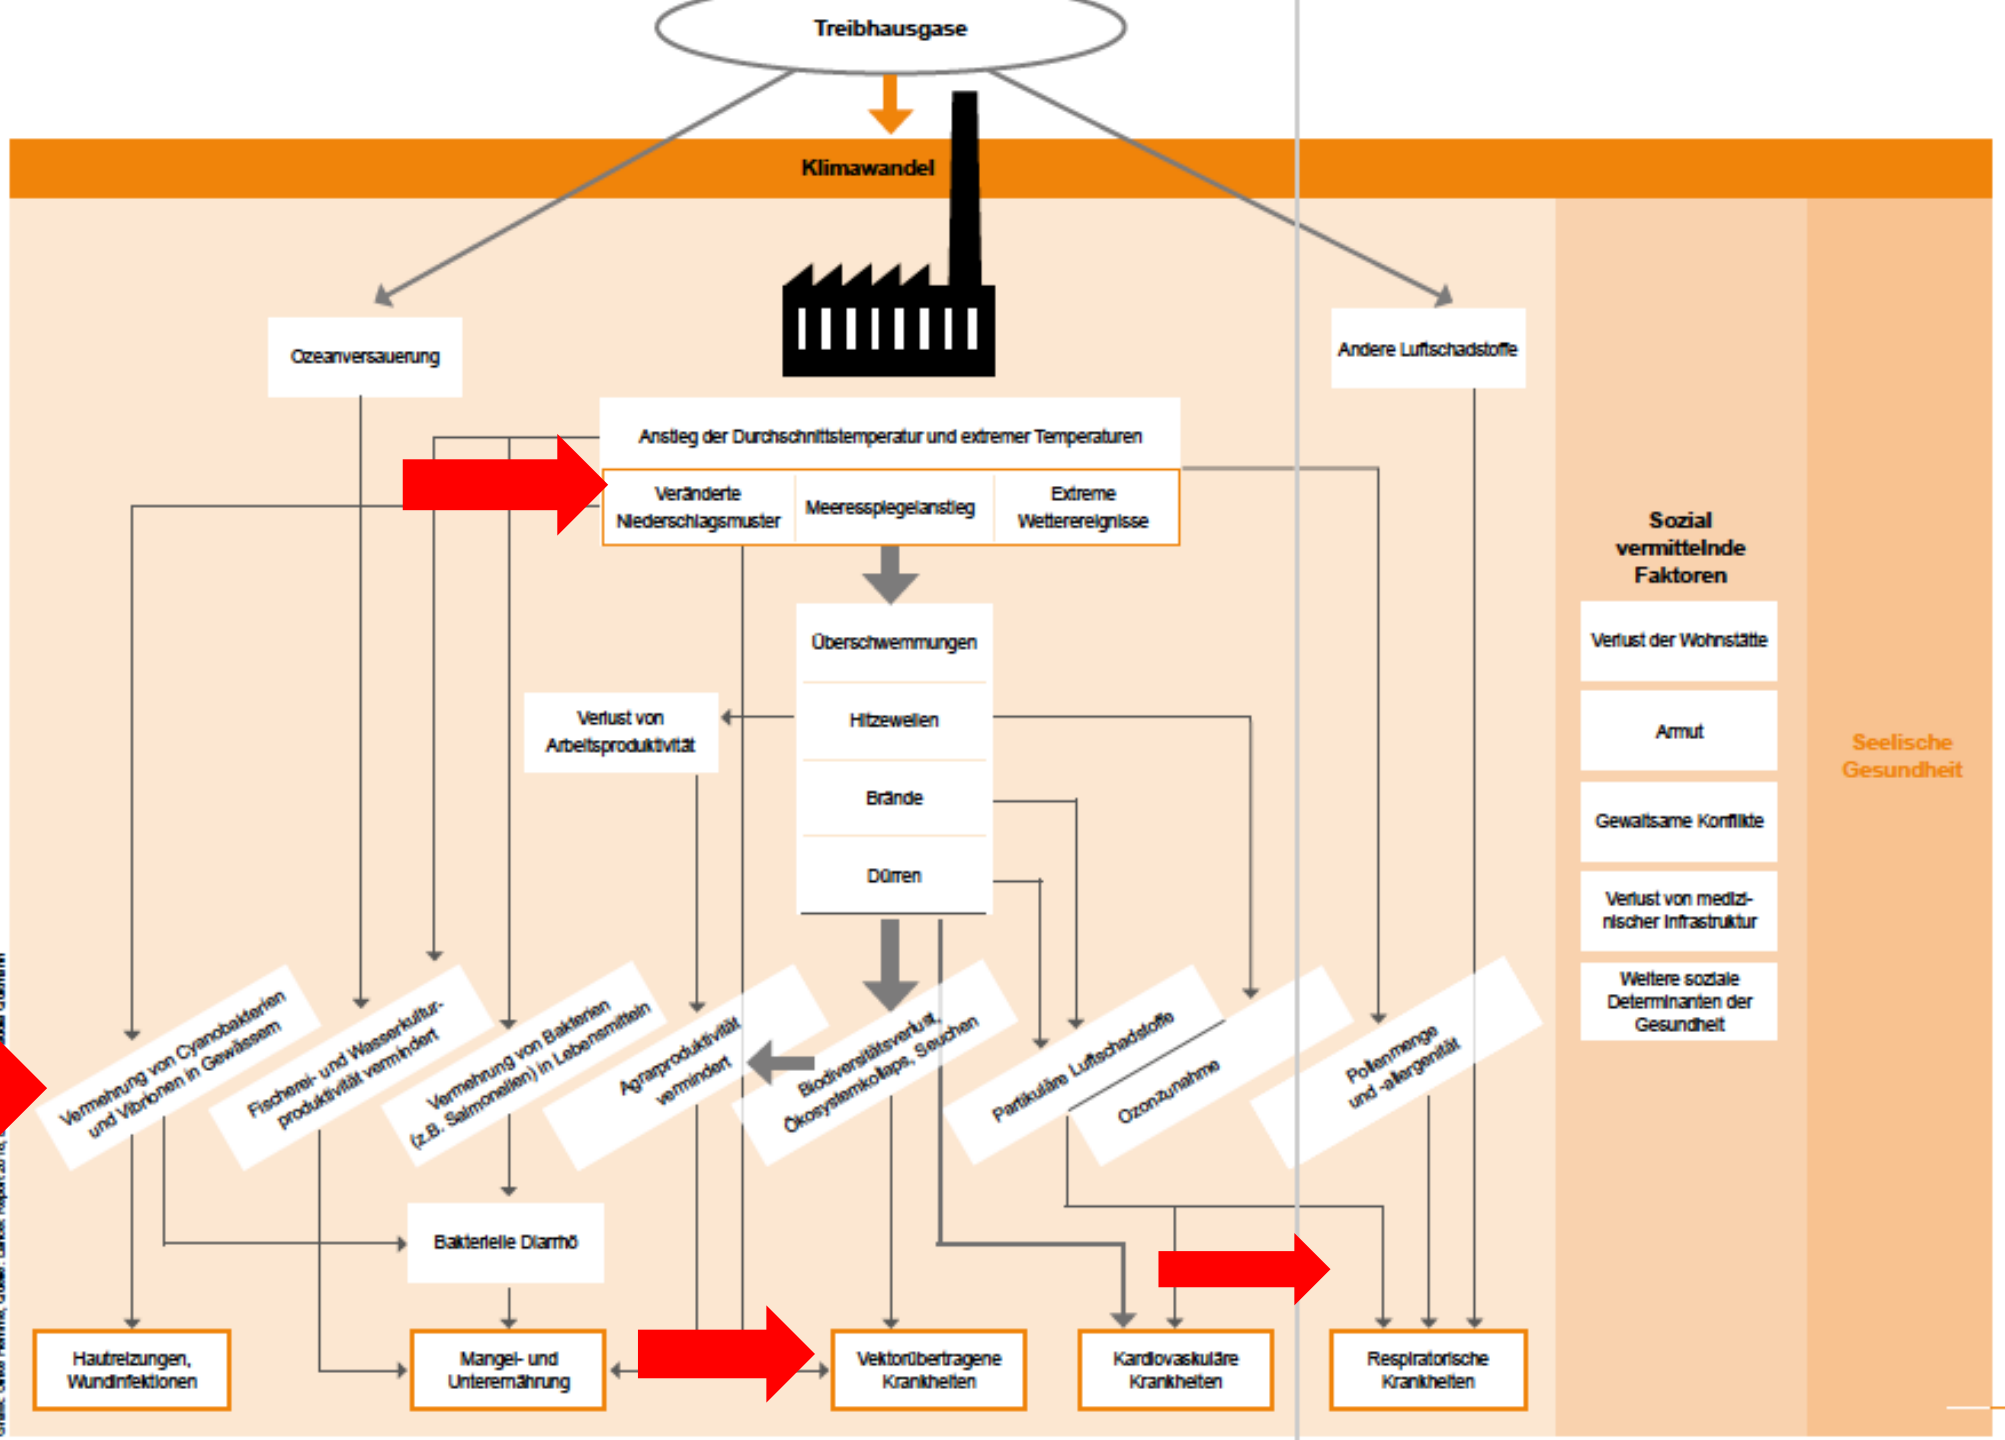 Treibhausgase
Klimawandel
Ozeanversauerung
Andere Luftschadstoffe
Anstieg der Durchschnittstemperatur und extremer Temperaturen
Veränderte
Niederschlagsmuster
Meeresspiegelanstieg
Extreme
Wetterereignisse
Überschwemmungen
Hitzewellen
Brände
Dürren
Verlust von
Arbeitsproduktivität
Sozial
vermittelnde
Faktoren
Verlust der Wohnstätte
Armut
Gewaltsame Konflikte
Verlust von medizi-
nischer Infrastruktur
Weitere soziale
Determinanten der
Gesundheit
Seelische
Gesundheit
Vermehrung von Cyanobakterien
und Vibrionen in Gewässern
Fischerei- und Wasserkultur-
produktivität vermindert
Vermehrung von Bakterien
(z.B. Salmonellen) in Lebensmitteln
Agrarproduktivität
vermindert
Biodiversitätsverlust,
Ökosystemkollaps, Seuchen
Partikuläre Luftschadstoffe
Ozonzunahme
Pollenmenge
und -allergenität
Bakterielle Diarrhö
Hautreizungen,
Wundinfektionen
Mangel- und
Unterernährung
Vektorübertragene
Krankheiten
Kardiovaskuläre
Krankheiten
Respiratorische
Krankheiten